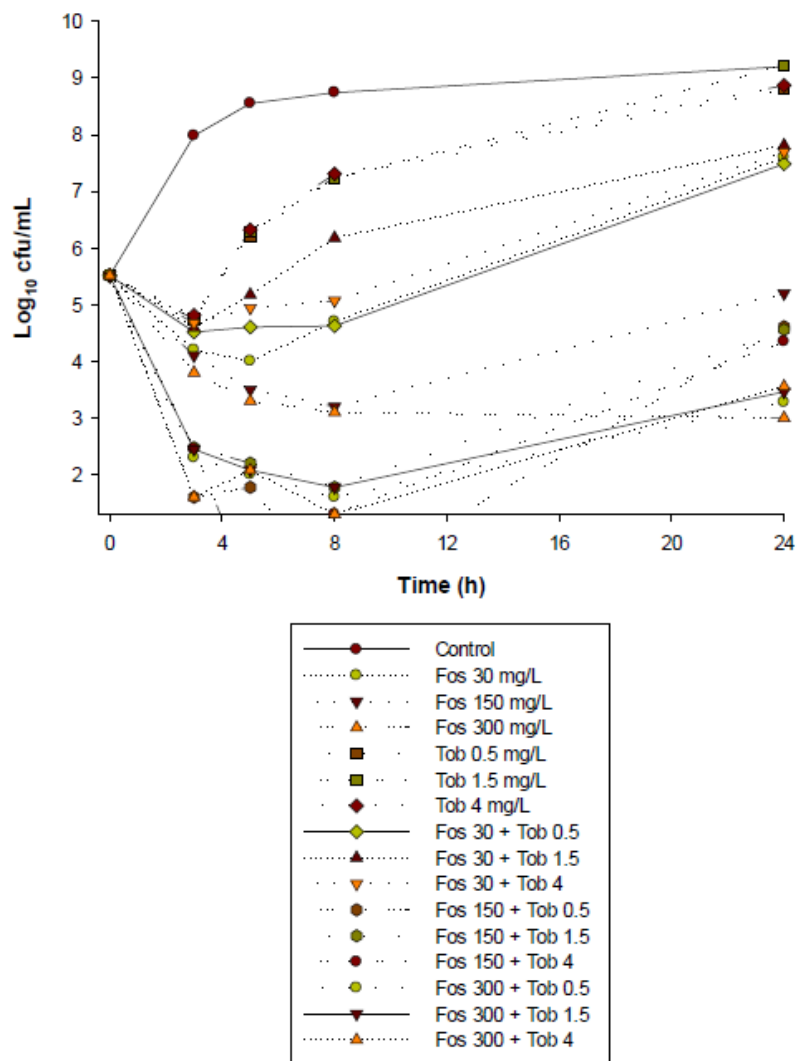 10
9
8
7
6
5
4
3
2
Log10 cfu/mL
0 4 8 12 16 20 24
Time (h)
Control
Fos 30 mg/L
Fos 150 mg/L
Fos 300 mg/L
Tob 0.5 mg/L
Tob 1.5 mg/L
Tob 4 mg/L
Fos 30 + Tob 0.5
Fos 30 + Tob 1.5
Fos 30 + Tob 4
Fos 150 + Tob 0.5
Fos 150 + Tob 1.5
Fos 150 + Tob 4
Fos 300 + Tob 0.5
Fos 300 + Tob 1.5
Fos 300 + Tob 4